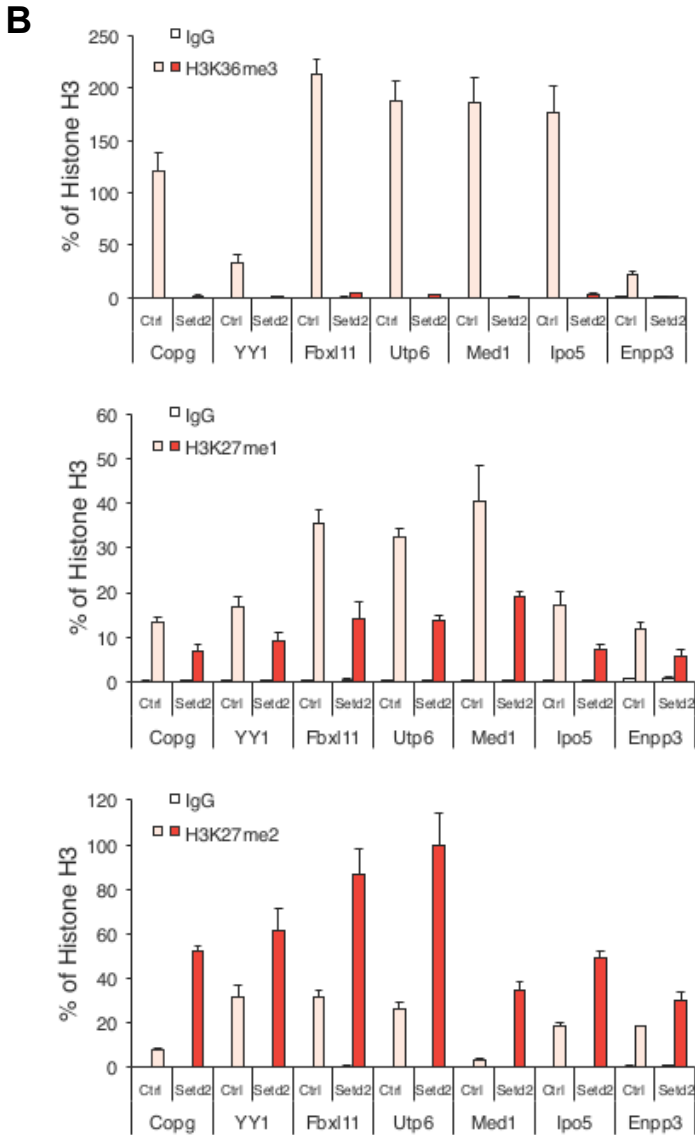 B
250
200
150
100
50
0
% of Histone H3
IgG
H3K36me3
Ctrl Setd2 Ctrl Setd2 Ctrl Setd2 Ctrl Setd2 Ctrl Setd2 Ctrl Setd2 Ctrl Setd2
Copg YY1 Fbxl11 Utp6 Med1 Ipo5 Enpp3
60
50
40
30
20
10
0
% of Histone H3
IgG
H3K27me1
Ctrl Setd2 Ctrl Setd2 Ctrl Setd2 Ctrl Setd2 Ctrl Setd2 Ctrl Setd2 Ctrl Setd2
Copg YY1 Fbxl11 Utp6 Med1 Ipo5 Enpp3
120
100
80
60
40
20
0
% of Histone H3
IgG
H3K27me2
Ctrl Setd2 Ctrl Setd2 Ctrl Setd2 Ctrl Setd2 Ctrl Setd2 Ctrl Setd2 Ctrl Setd2
Copg YY1 Fbxl11 Utp6 Med1 Ipo5 Enpp3